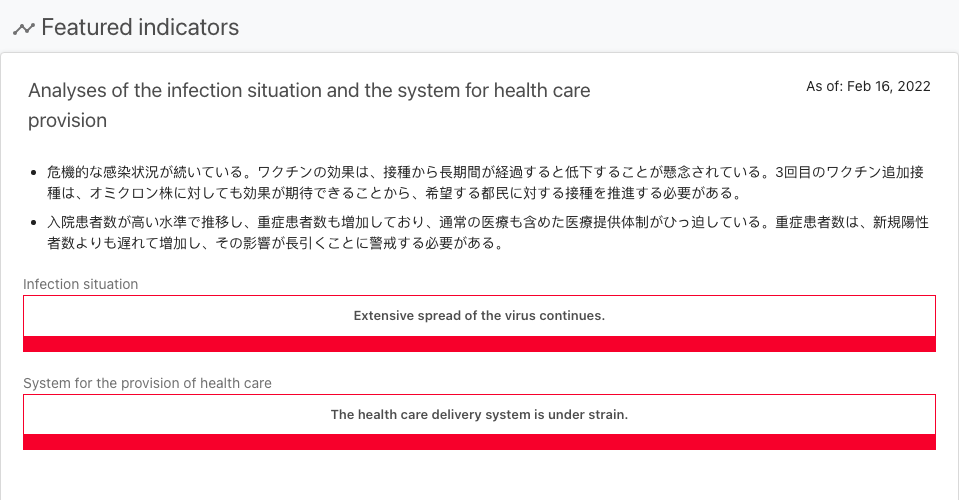 Featured indicators
Analyses of the infection situation and the system for health care
provision
As of: Feb 16, 2022
危機的な感染状況が続いている。ワクチンの効果は、接種から長期間が経過すると低下することが懸念されている。3回目のワクチン追加接
種は、オミクロン株に対しても効果が期待できることから、希望する都民に対する接種を推進する必要がある。
入院患者数が高い水準で推移し、重症患者数も増加しており、通常の医療も含めた医療提供体制がひっ迫している。重症患者数は、新規陽性
者数よりも遅れて増加し、その影響が長引くことに警戒する必要がある。
Infection situation
Extensive spread of the virus continues.
System for the provision of health care
The health care delivery system is under strain.